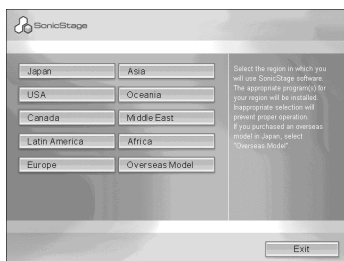 SonicStage
Japan
Asia
USA
Oceania
Canada
Middle East
Latin America
Africa
Europe
Overseas Model
Select the region in which you
will use SonicStage software.
The appropriate program(s) for
your region will be installed.
Inappropriate selection will
prevent proper operation.
If you purchased an overseas
model in Japan, select
"Overseas Model".
Exit